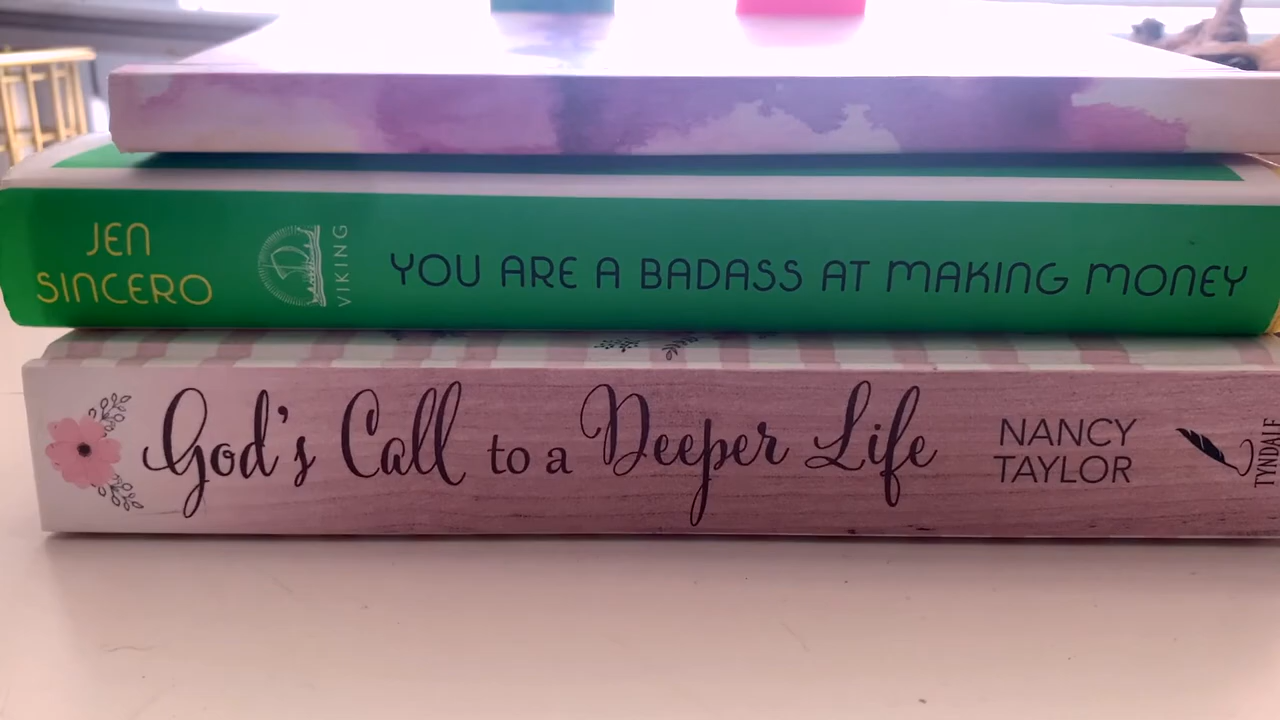 JEN
SINCERO
VIKING
YOU ARE A BADASS AT MAKING MONEY
God's Call to a Deeper Life
NANCY
TAYLOR
TYNDALE